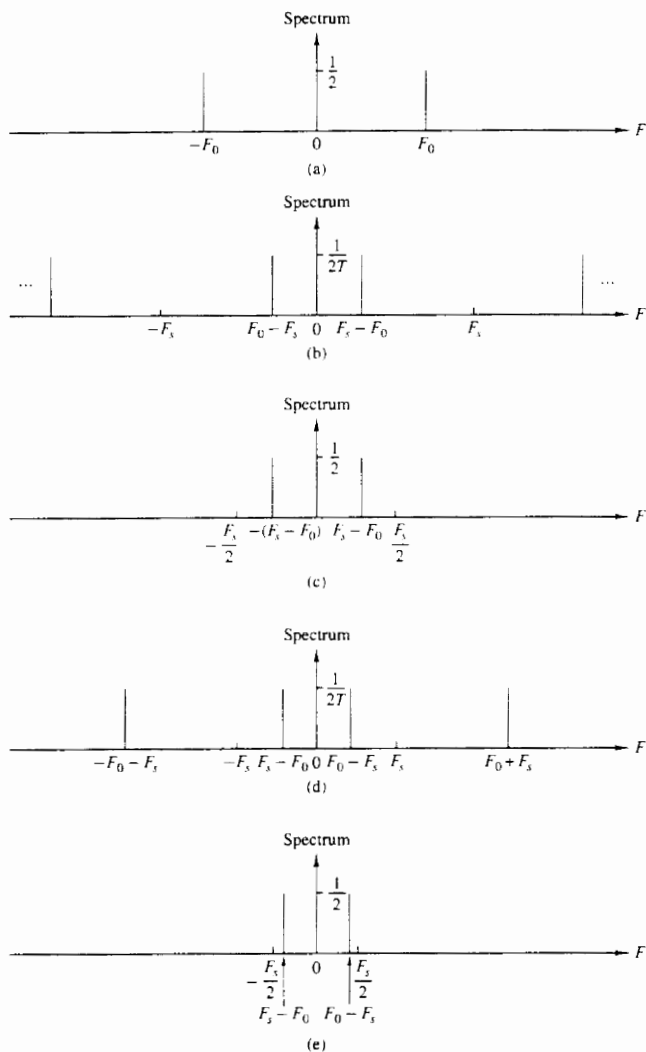 Spectrum
1/2
F
−F₀ 0 F₀
(a)
Spectrum
1/2T
... ...
F
−Fₛ F₀ − Fₛ 0 Fₛ − F₀ Fₛ
(b)
Spectrum
1/2
F
−Fₛ/2 −(Fₛ − F₀) Fₛ − F₀ Fₛ/2
(c)
Spectrum
1/2T
F
−F₀ − Fₛ −Fₛ Fₛ − F₀ 0 F₀ − Fₛ Fₛ F₀ + Fₛ
(d)
Spectrum
1/2
F
−Fₛ/2 0 Fₛ/2
Fₛ − F₀ F₀ − Fₛ
(e)